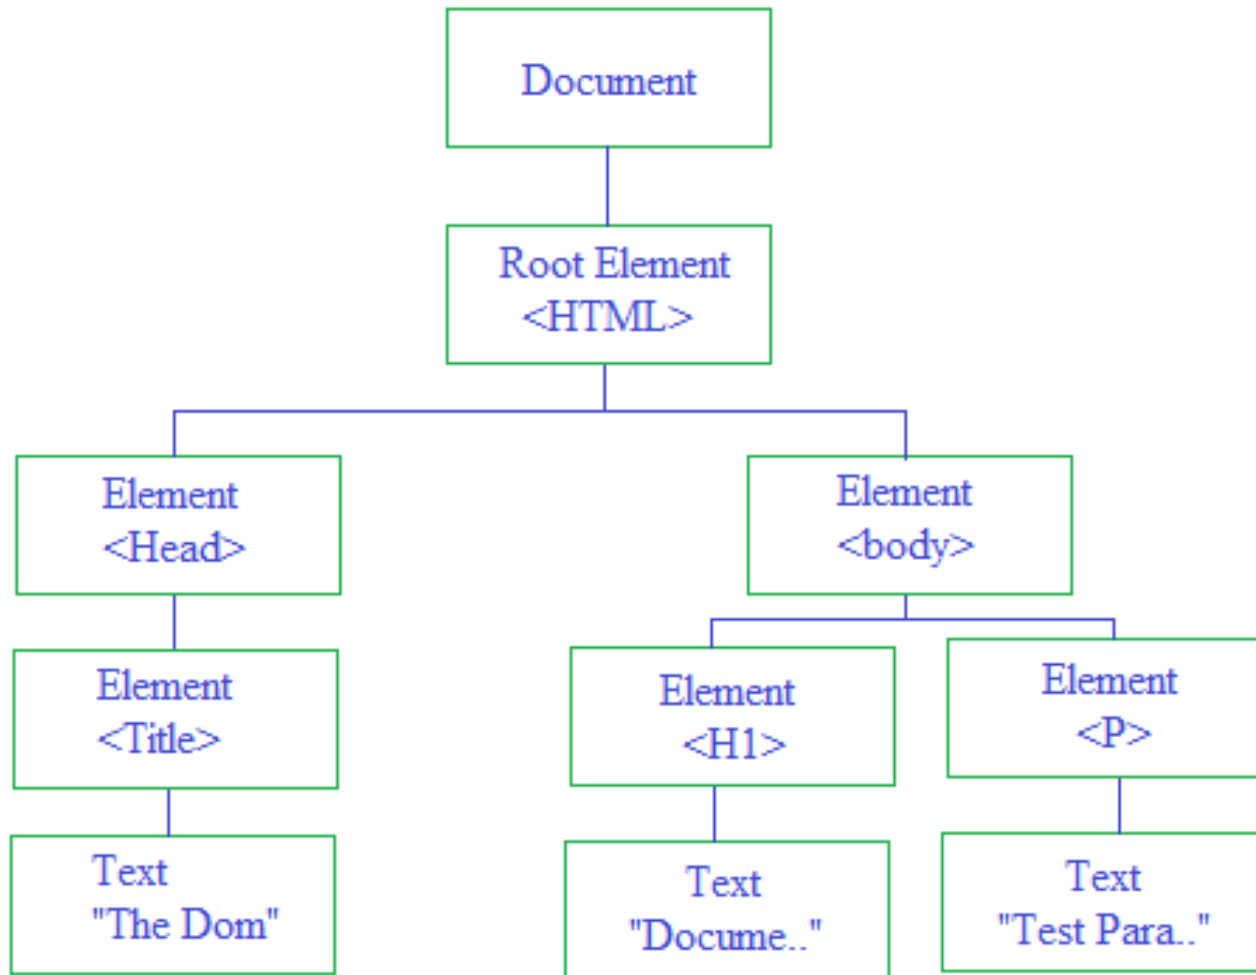 Document
Root Element
<HTML>
Element
<Head>
Element
<body>
Element
<Title>
Element
<H1>
Element
<P>
Text
"The Dom"
Text
"Docume.."
Text
"Test Para.."